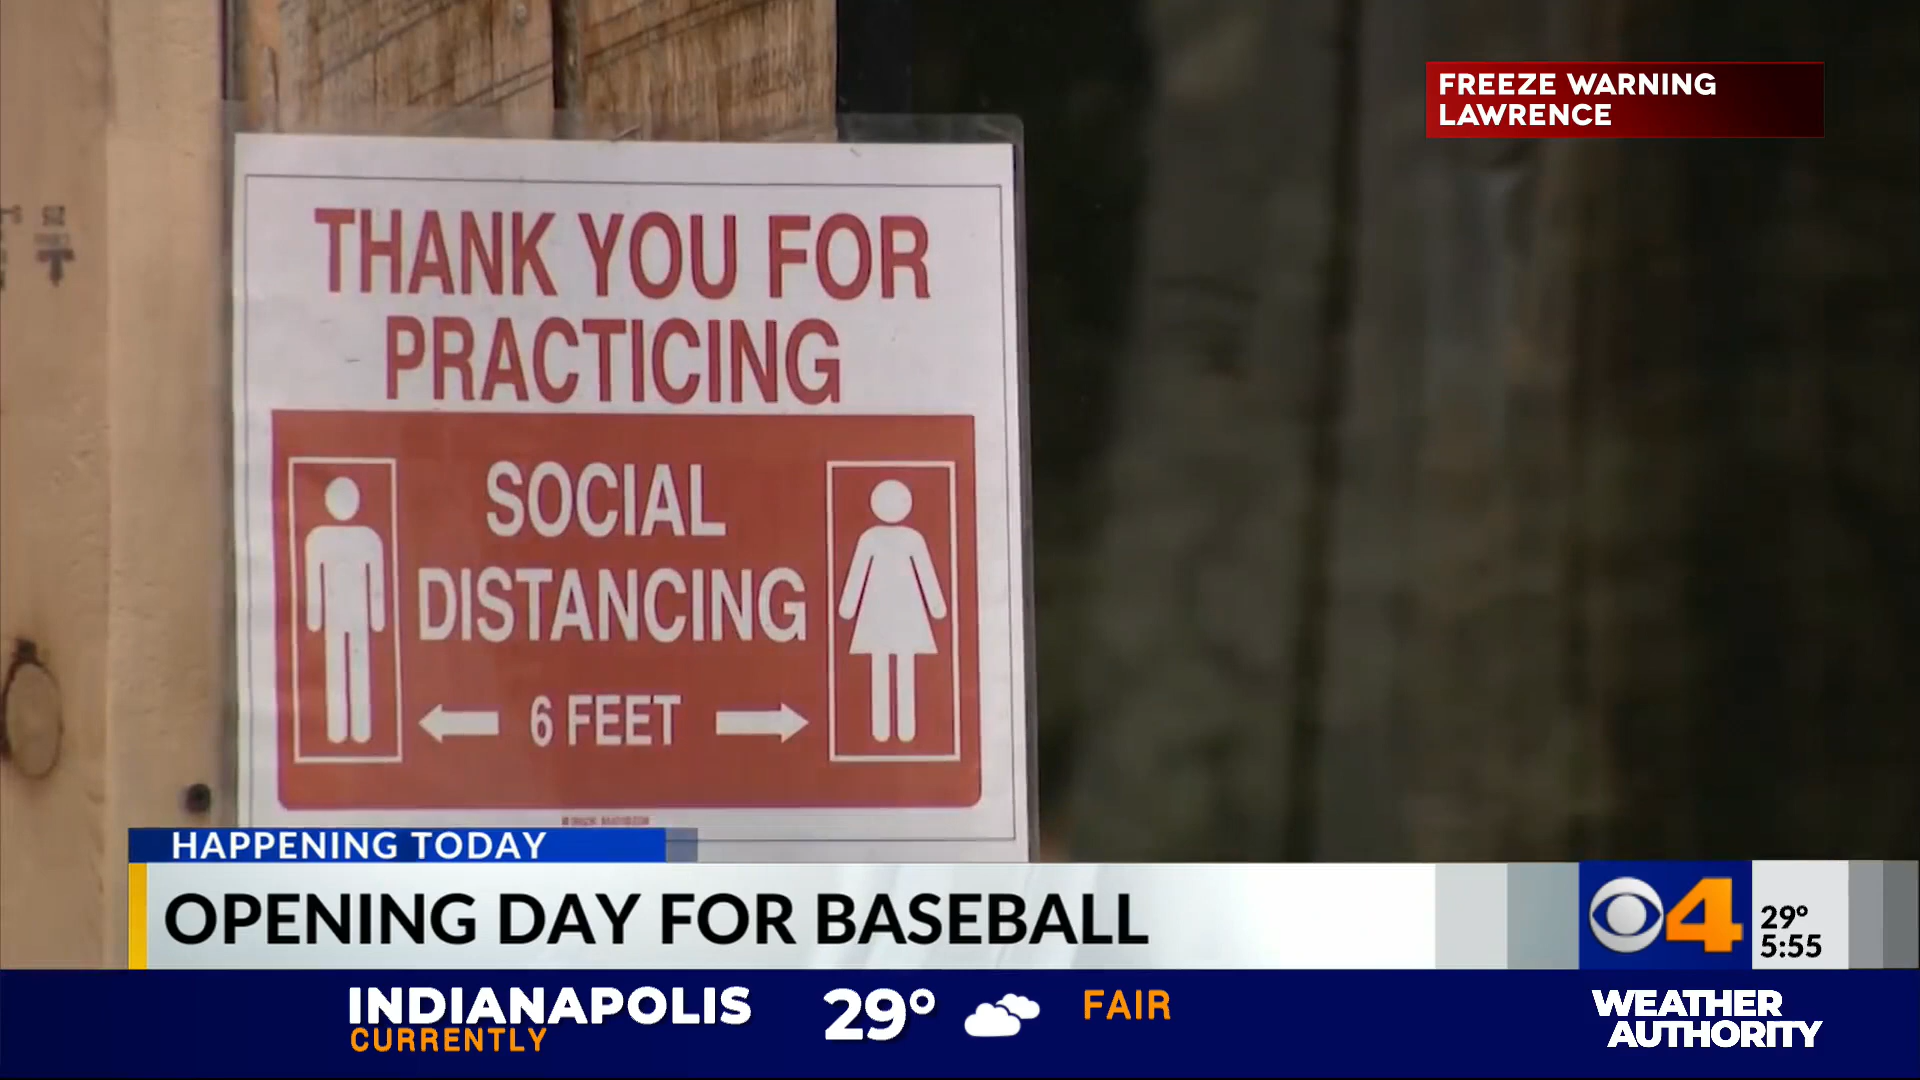 FREEZE WARNING
LAWRENCE
THANK YOU FOR
PRACTICING
SOCIAL
DISTANCING
6 FEET
HAPPENING TODAY
OPENING DAY FOR BASEBALL
4
29°
5:55
INDIANAPOLIS
CURRENTLY
29°
FAIR
WEATHER
AUTHORITY